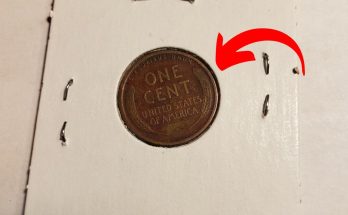 ONE
CENT
UNITED STATES
OF AMERICA